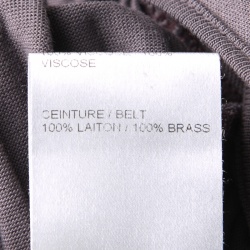 VISCOSE
CEINTURE / BELT
100% LAITON / 100% BRASS